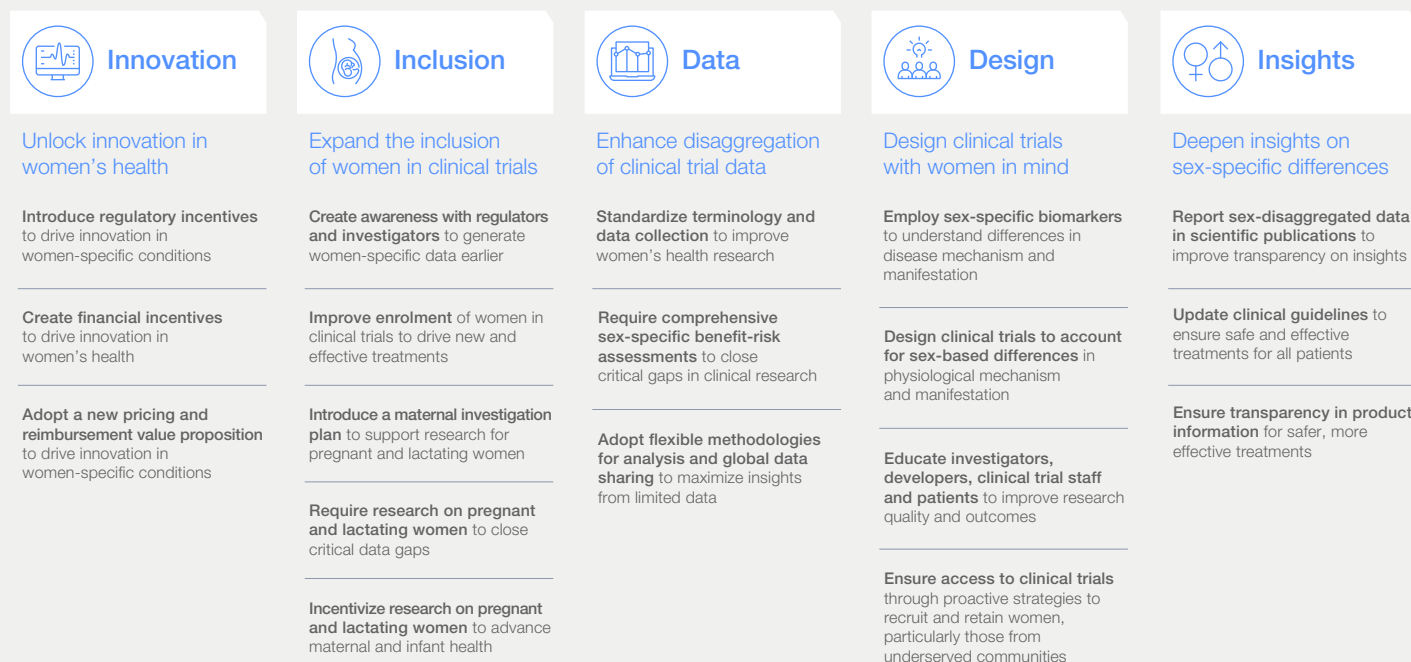 Innovation
Unlock innovation in
women's health
Introduce regulatory incentives
to drive innovation in
women-specific conditions
Create financial incentives
to drive innovation in
women's health
Adopt a new pricing and
reimbursement value proposition
to drive innovation in
women-specific conditions
Inclusion
Expand the inclusion
of women in clinical trials
Create awareness with regulators
and investigators to generate
women-specific data earlier
Improve enrolment of women in
clinical trials to drive new and
effective treatments
Introduce a maternal investigation
plan to support research for
pregnant and lactating women
Require research on pregnant
and lactating women to close
critical data gaps
Incentivize research on pregnant
and lactating women to advance
maternal and infant health
Data
Enhance disaggregation
of clinical trial data
Standardize terminology and
data collection to improve
women's health research
Require comprehensive
sex-specific benefit-risk
assessments to close
critical gaps in clinical research
Adopt flexible methodologies
for analysis and global data
sharing to maximize insights
from limited data
Design
Design clinical trials
with women in mind
Employ sex-specific biomarkers
to understand differences in
disease mechanism and
manifestation
Design clinical trials to account
for sex-based differences in
physiological mechanism
and manifestation
Educate investigators,
developers, clinical trial staff
and patients to improve research
quality and outcomes
Ensure access to clinical trials
through proactive strategies to
recruit and retain women,
particularly those from
underserved communities
Insights
Deepen insights on
sex-specific differences
Report sex-disaggregated data
in scientific publications to
improve transparency on insights
Update clinical guidelines to
ensure safe and effective
treatments for all patients
Ensure transparency in product
information for safer, more
effective treatments